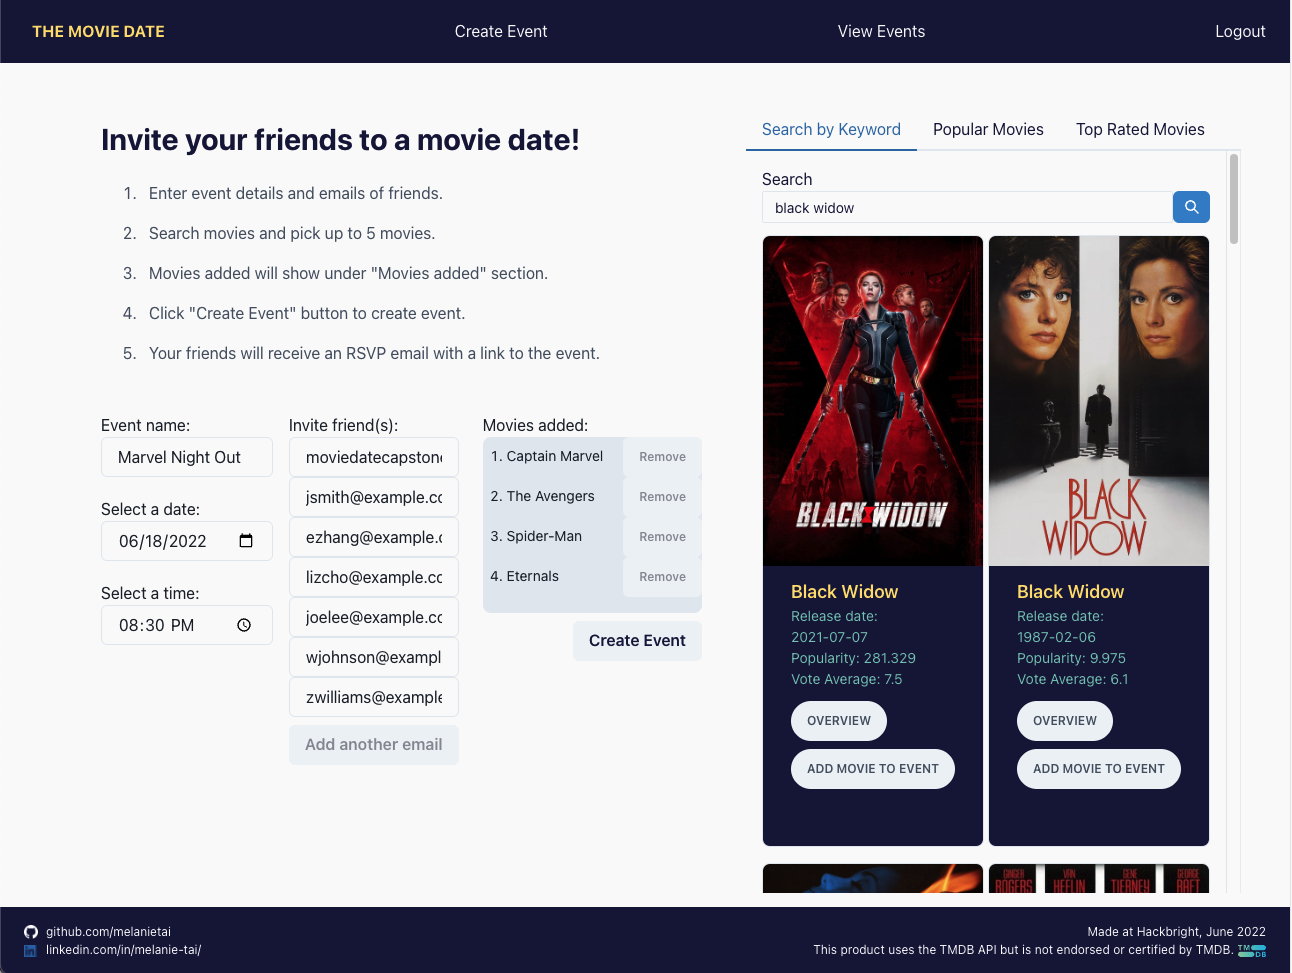 THE MOVIE DATE
Create Event
View Events
Logout
Invite your friends to a movie date!
1. Enter event details and emails of friends.
2. Search movies and pick up to 5 movies.
3. Movies added will show under "Movies added" section.
4. Click "Create Event" button to create event.
5. Your friends will receive an RSVP email with a link to the event.
Event name:
Marvel Night Out
Select a date:
06/18/2022
Select a time:
08:30 PM
Invite friend(s):
moviedatecapstone
jsmith@example.co
ezhang@example.c
lizcho@example.co
joelee@example.co
wjohnson@exampl
zwilliams@example
Add another email
Movies added:
1. Captain Marvel Remove
2. The Avengers Remove
3. Spider-Man Remove
4. Eternals Remove
Create Event
Search by Keyword
Popular Movies
Top Rated Movies
Search
black widow
BLACK WIDOW
Black Widow
Release date:
2021-07-07
Popularity: 281.329
Vote Average: 7.5
OVERVIEW
ADD MOVIE TO EVENT
BLACK
WIDOW
Black Widow
Release date:
1987-02-06
Popularity: 9.975
Vote Average: 6.1
OVERVIEW
ADD MOVIE TO EVENT
GINGER ROGERS
VAN HEFLIN
GENE TIERNEY
GEORGE RAFT
github.com/melanietai
linkedin.com/in/melanie-tai/
Made at Hackbright, June 2022
This product uses the TMDB API but is not endorsed or certified by TMDB. TMDB